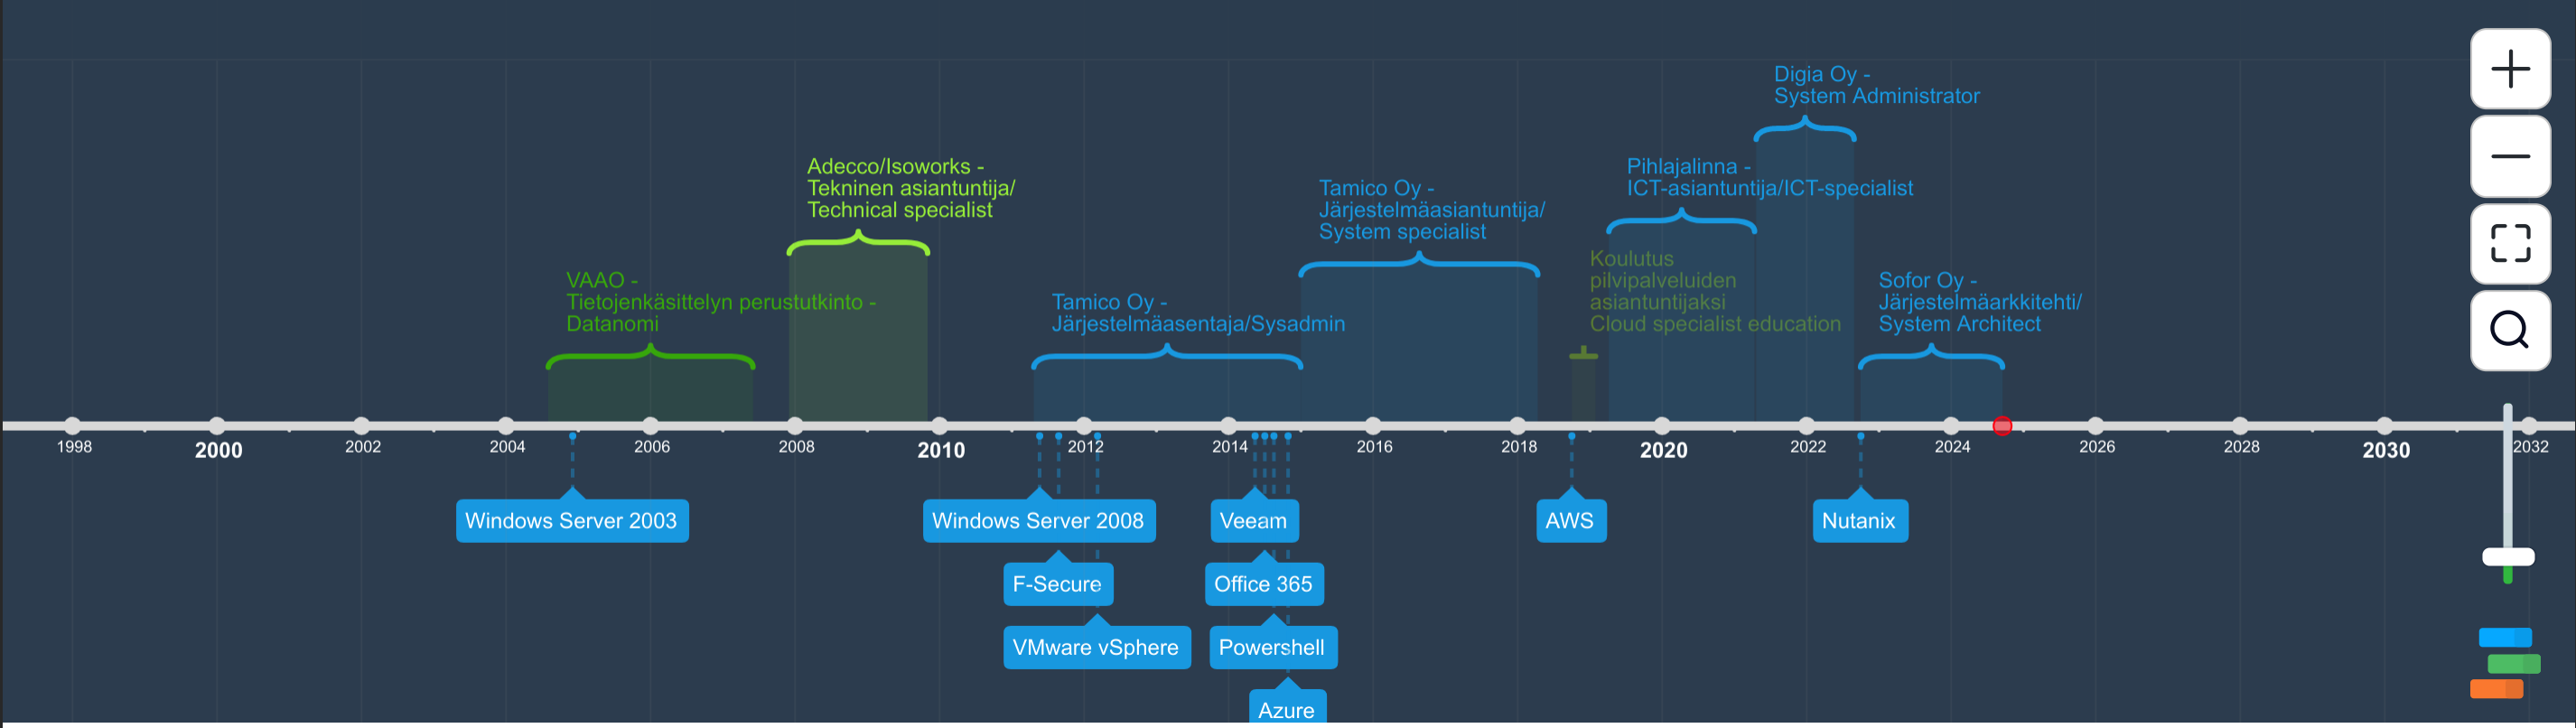 Digia Oy -
System Administrator
Adecco/Isoworks -
Tekninen asiantuntija/
Technical specialist
Pihlajalinna -
ICT-asiantuntija/ICT-specialist
Tamico Oy -
Järjestelmäasiantuntija/
System specialist
Koulutus
pilvipalveluiden
asiantuntijaksi
Cloud specialist education
VAAO -
Tietojenkäsittelyn perustutkinto -
Datanomi
Tamico Oy -
Järjestelmäasentaja/Sysadmin
Sofor Oy -
Järjestelmäarkkitehti/
System Architect
1998 2000 2002 2004 2006 2008 2010 2012 2014 2016 2018 2020 2022 2024 2026 2028 2030 2032
Windows Server 2003
Windows Server 2008
Veeam
AWS
Nutanix
F-Secure
Office 365
VMware vSphere
Powershell
Azure